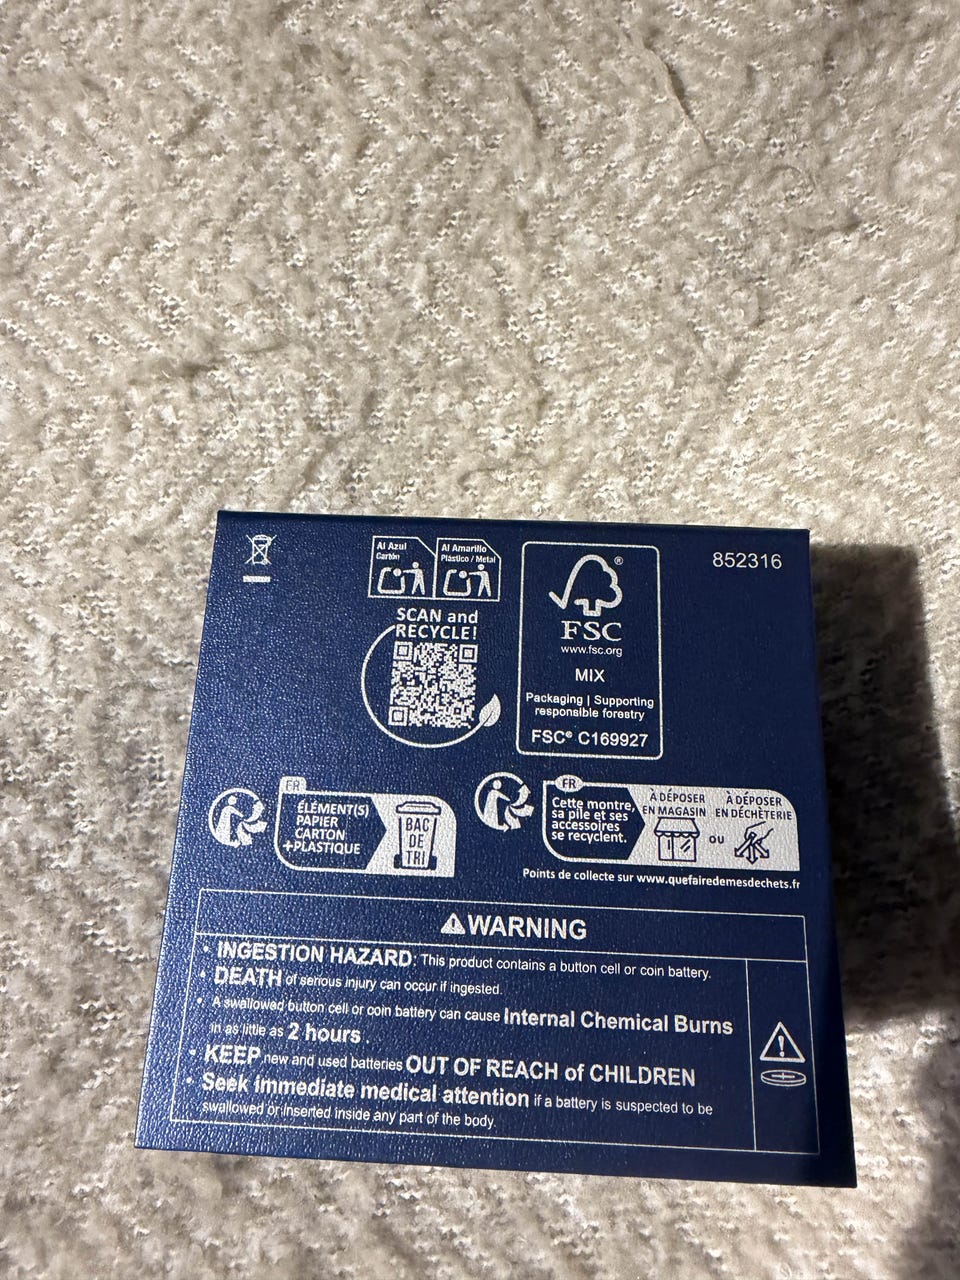 852316
Al Azul
Cartón
Al Amarillo
Plástico / Metal
SCAN and
RECYCLE!
®
FSC
www.fsc.org
MIX
Packaging | Supporting
responsible forestry
FSC® C169927
FR
ÉLÉMENT(S)
PAPIER
CARTON
+PLASTIQUE
BAC
DE
TRI
FR
Cette montre,
sa pile et ses
accessoires
se recyclent.
À DÉPOSER
EN MAGASIN
OU
À DÉPOSER
EN DÉCHÈTERIE
Points de collecte sur www.quefairedemesdechets.fr
WARNING
• INGESTION HAZARD: This product contains a button cell or coin battery.
• DEATH of serious injury can occur if ingested.
• A swallowed button cell or coin battery can cause Internal Chemical Burns
in as little as 2 hours .
• KEEP new and used batteries OUT OF REACH of CHILDREN
• Seek immediate medical attention if a battery is suspected to be
swallowed or inserted inside any part of the body.